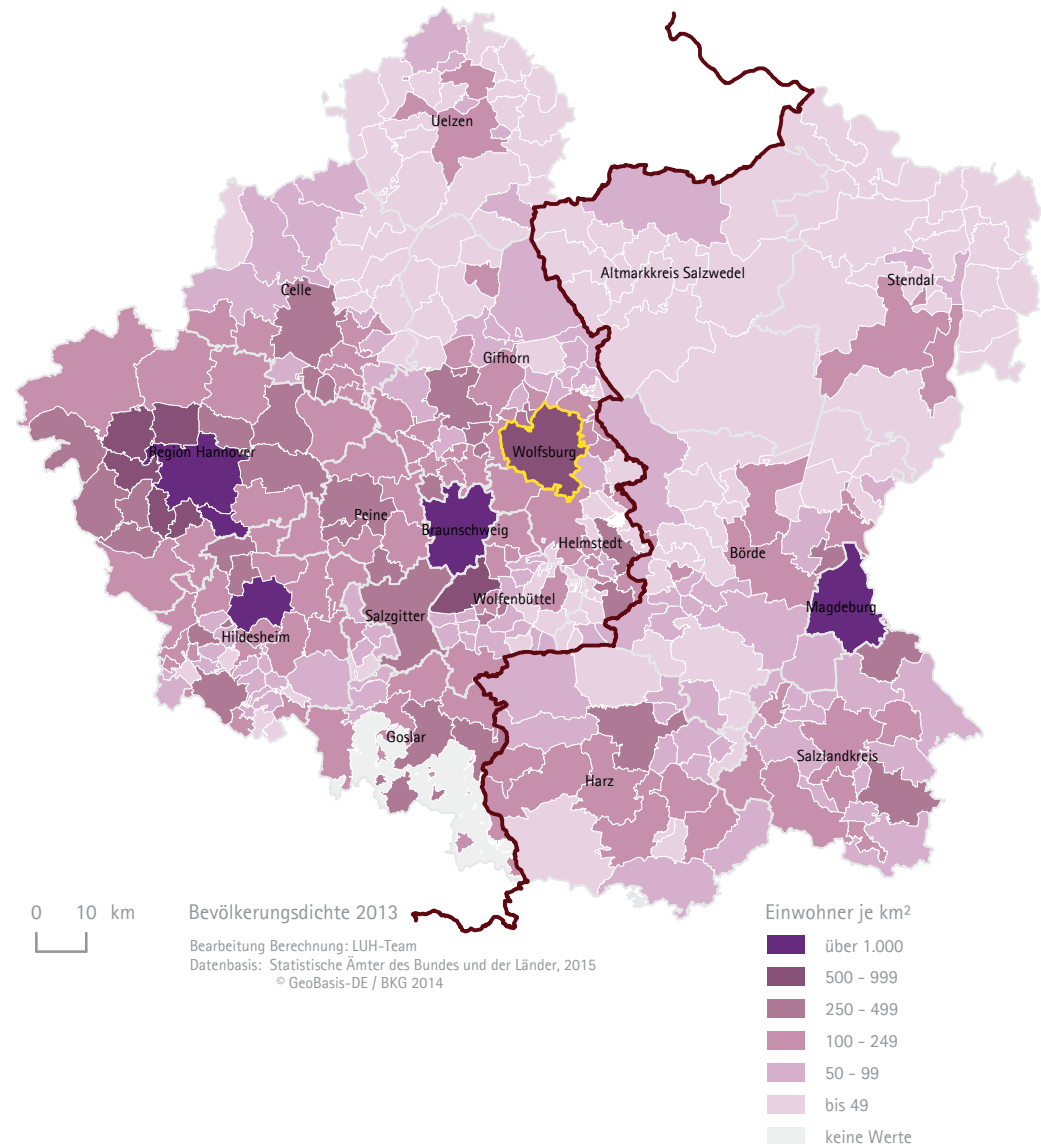 Uelzen
Altmarkkreis Salzwedel
Stendal
Celle
Gifhorn
Region Hannover
Wolfsburg
Peine
Braunschweig
Helmstedt
Börde
Wolfenbüttel
Magdeburg
Salzgitter
Hildesheim
Goslar
Salzlandkreis
Harz
0 10 km
Bevölkerungsdichte 2013
Bearbeitung Berechnung: LUH-Team
Datenbasis: Statistische Ämter des Bundes und der Länder, 2015
© GeoBasis-DE / BKG 2014
Einwohner je km²
über 1.000
500 - 999
250 - 499
100 - 249
50 - 99
bis 49
keine Werte